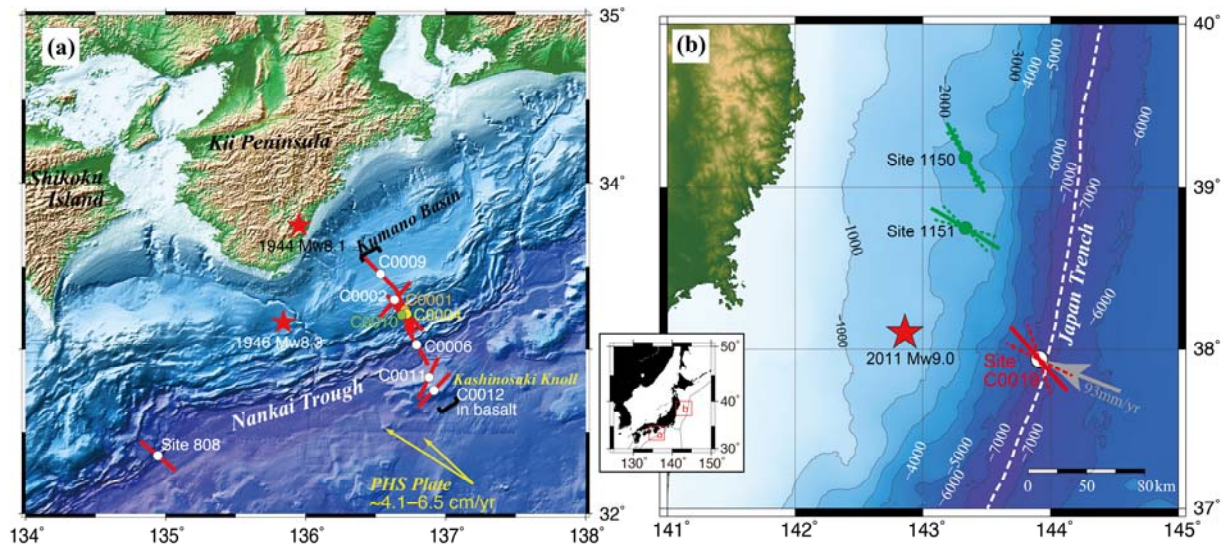 (a)
Kii Peninsula
Shikoku
Island
1944 Mw8.1
Kumano Basin
C0009
C0002
C0001
C0010
C0004
1946 Mw8.3
C0006
C0011
Kashinosaki Knoll
C0012
in basalt
Nankai Trough
Site 808
PHS Plate
~4.1–6.5 cm/yr
35°
34°
33°
32°
134°
135°
136°
137°
138°
(b)
−3000
−4000
−5000
−2000
−6000
Site 1150
−6000
−7000
−7000
Site 1151
−1000
Japan Trench
−6000
−1000
2011 Mw9.0
Site
C0019
93mm/yr
−7000
−5000
−7000
−4000
−6000
0
50
80km
40°
39°
38°
37°
141°
142°
143°
144°
145°
50°
40°
30°
b
a
130°
140°
150°